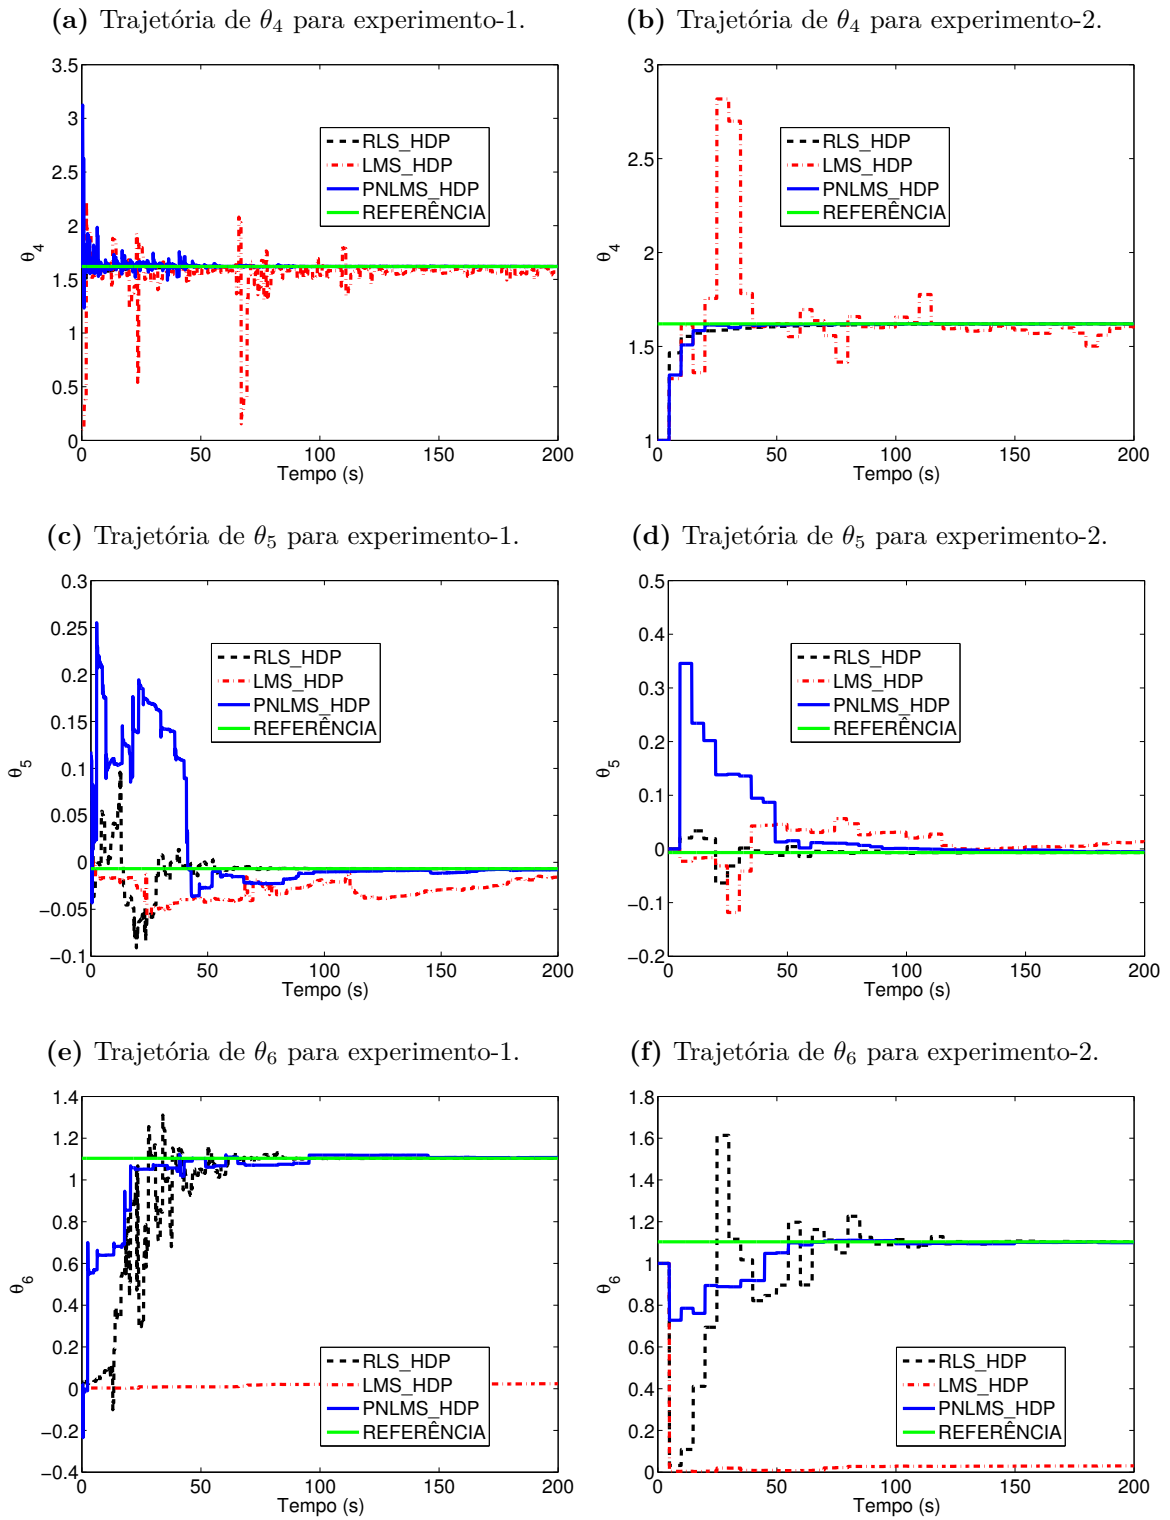 (a) Trajetória de θ4 para experimento-1.
3.5
3
2.5
2
1.5
1
0.5
0
θ4
0 50 100 150 200
Tempo (s)
RLS_HDP
LMS_HDP
PNLMS_HDP
REFERÊNCIA
(b) Trajetória de θ4 para experimento-2.
3
2.5
2
1.5
1
θ4
0 50 100 150 200
Tempo (s)
RLS_HDP
LMS_HDP
PNLMS_HDP
REFERÊNCIA
(c) Trajetória de θ5 para experimento-1.
0.3
0.25
0.2
0.15
0.1
0.05
0
−0.05
−0.1
θ5
0 50 100 150 200
Tempo (s)
RLS_HDP
LMS_HDP
PNLMS_HDP
REFERÊNCIA
(d) Trajetória de θ5 para experimento-2.
0.5
0.4
0.3
0.2
0.1
0
−0.1
−0.2
θ5
0 50 100 150 200
Tempo (s)
RLS_HDP
LMS_HDP
PNLMS_HDP
REFERÊNCIA
(e) Trajetória de θ6 para experimento-1.
1.4
1.2
1
0.8
0.6
0.4
0.2
0
−0.2
−0.4
θ6
0 50 100 150 200
Tempo (s)
RLS_HDP
LMS_HDP
PNLMS_HDP
REFERÊNCIA
(f) Trajetória de θ6 para experimento-2.
1.8
1.6
1.4
1.2
1
0.8
0.6
0.4
0.2
0
θ6
0 50 100 150 200
Tempo (s)
RLS_HDP
LMS_HDP
PNLMS_HDP
REFERÊNCIA